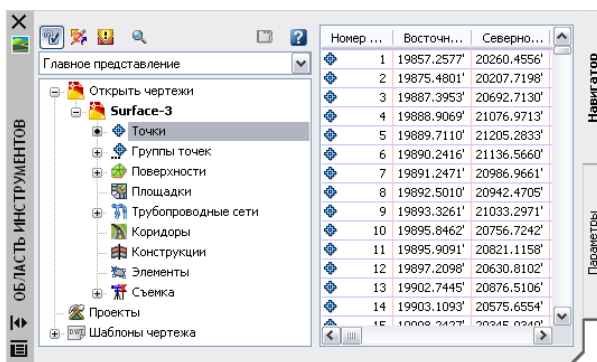 Главное представление
Открыть чертежи
Surface-3
Точки
Группы точек
Поверхности
Площадки
Трубопроводные сети
Коридоры
Конструкции
Элементы
Съемка
Проекты
Шаблоны чертежа
ОБЛАСТЬ ИНСТРУМЕНТОВ
Номер ... Восточн... Северно...
1 19857.2577' 20260.4556'
2 19875.4801' 20207.7198'
3 19887.3953' 20692.7130'
4 19888.9069' 21076.9713'
5 19889.7110' 21205.2833'
6 19890.2416' 21136.5660'
7 19891.2471' 20986.9661'
8 19892.5010' 20942.4705'
9 19893.3261' 21033.2971'
10 19895.8462' 20756.7242'
11 19895.9091' 20821.1158'
12 19897.2098' 20630.8102'
13 19902.7445' 20876.5106'
14 19903.1093' 20575.6554'
Навигатор
Параметры